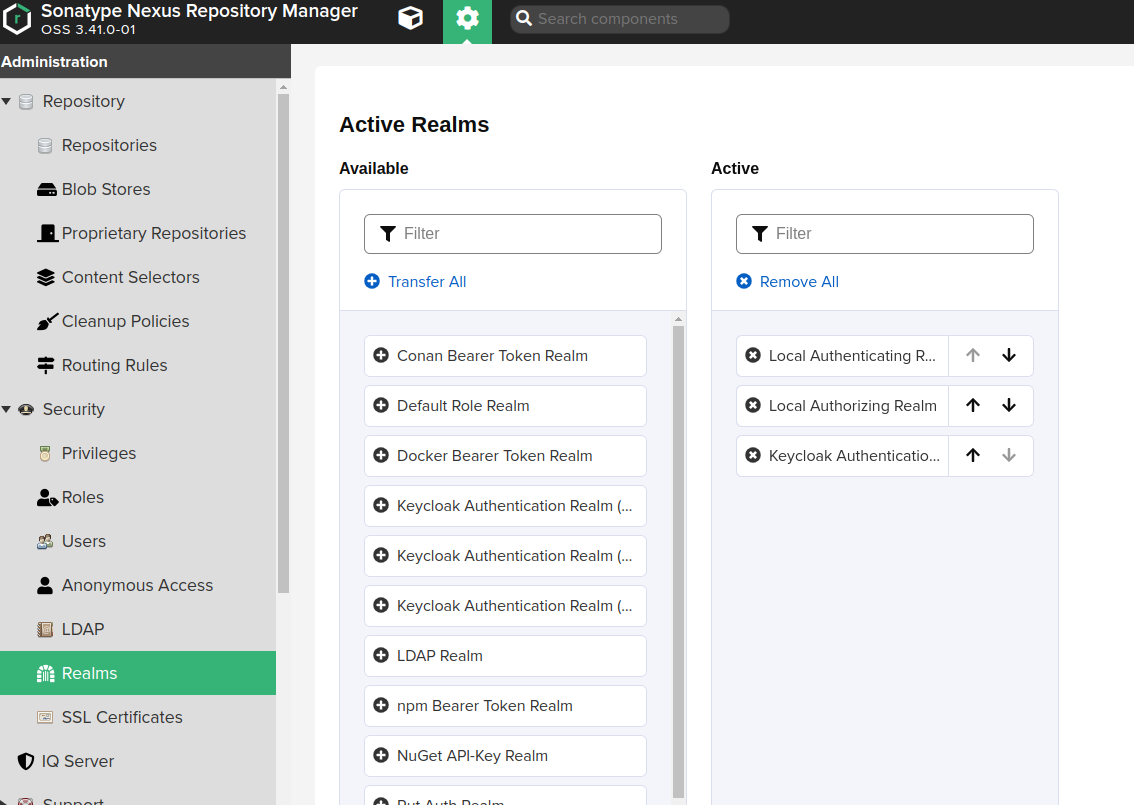 Sonatype Nexus Repository Manager
OSS 3.41.0-01
Search components
Administration
Repository
Repositories
Blob Stores
Proprietary Repositories
Content Selectors
Cleanup Policies
Routing Rules
Security
Privileges
Roles
Users
Anonymous Access
LDAP
Realms
SSL Certificates
IQ Server
Support
Active Realms
Available
Filter
Transfer All
Conan Bearer Token Realm
Default Role Realm
Docker Bearer Token Realm
Keycloak Authentication Realm (...
Keycloak Authentication Realm (...
Keycloak Authentication Realm (...
LDAP Realm
npm Bearer Token Realm
NuGet API-Key Realm
Rut Auth Realm
Active
Filter
Remove All
Local Authenticating R...
Local Authorizing Realm
Keycloak Authenticatio...